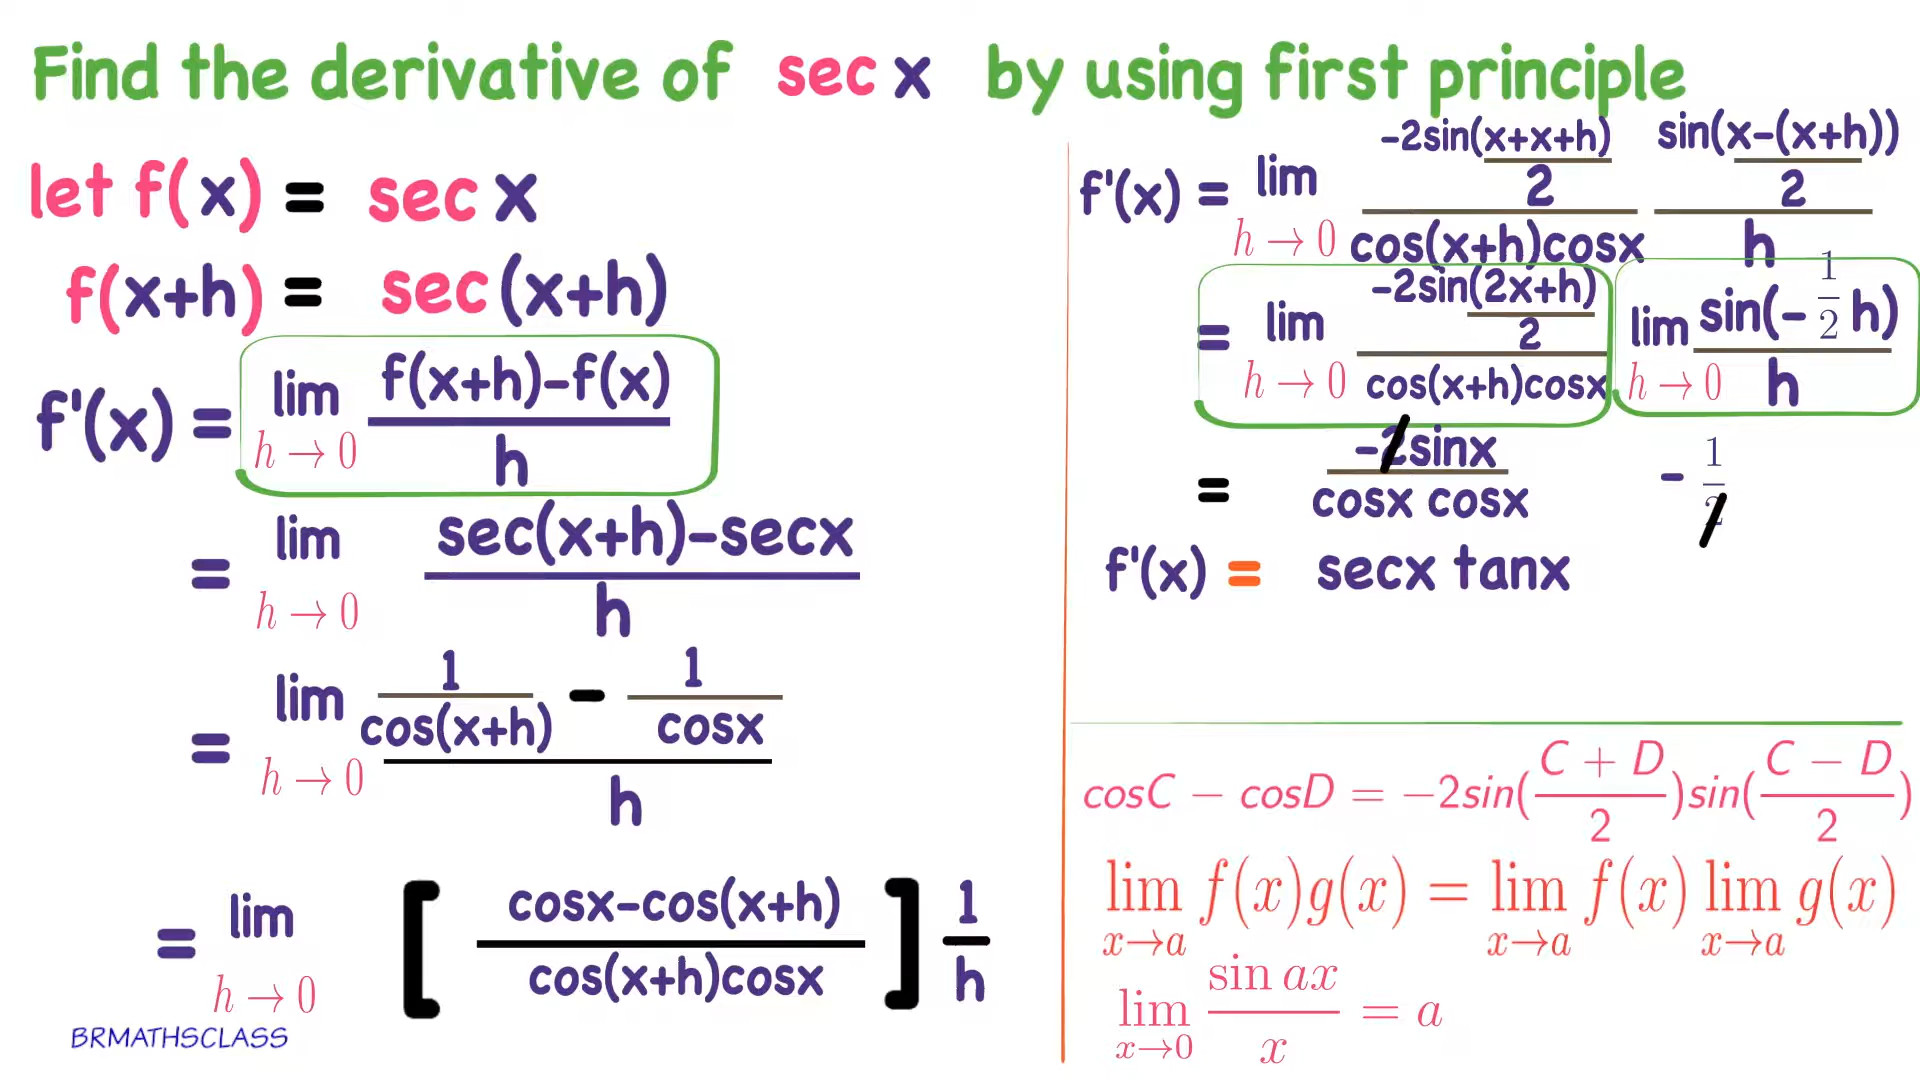 Find the derivative of sec x by using first principle
let f(x) = sec x
f(x+h) = sec (x+h)
f'(x) = lim h → 0 f(x+h)-f(x) / h
= lim h → 0 sec(x+h)-secx / h
= lim h → 0 1 / cos(x+h) - 1 / cosx / h
= lim h → 0 [ cosx-cos(x+h) / cos(x+h)cosx ] 1 / h
BRMATHSCLASS
f'(x) = lim h → 0 -2sin(x+x+h) / 2 / cos(x+h)cosx sin(x-(x+h)) / 2 / h
= lim h → 0 -2sin(2x+h) / 2 / cos(x+h)cosx lim h → 0 sin(- 1/2 h) / h
= -2sinx / cosx cosx - 1/2
f'(x) = secx tanx
cosC − cosD = −2sin( C + D / 2 )sin( C − D / 2 )
lim x→a f(x)g(x) = lim x→a f(x) lim x→a g(x)
lim x→0 sin ax / x = a